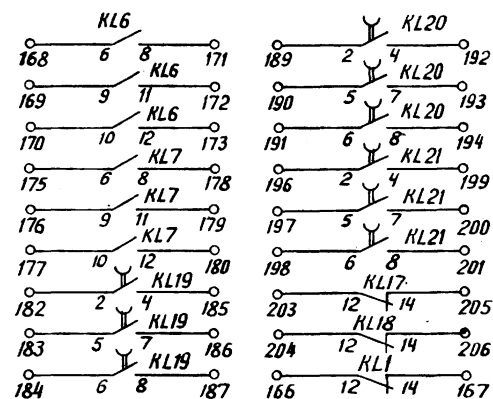 KL6
168 6 8 171
KL6
169 9 11 172
KL6
170 10 12 173
KL7
175 6 8 178
KL7
176 9 11 179
KL7
177 10 12 180
KL19
182 2 4 185
KL19
183 5 7 186
KL19
184 6 8 187
KL20
189 2 4 192
KL20
190 5 7 193
KL20
191 6 8 194
KL21
196 2 4 199
KL21
197 5 7 200
KL21
198 6 8 201
KL17
203 12 14 205
KL18
204 12 14 206
KL1
166 12 14 167